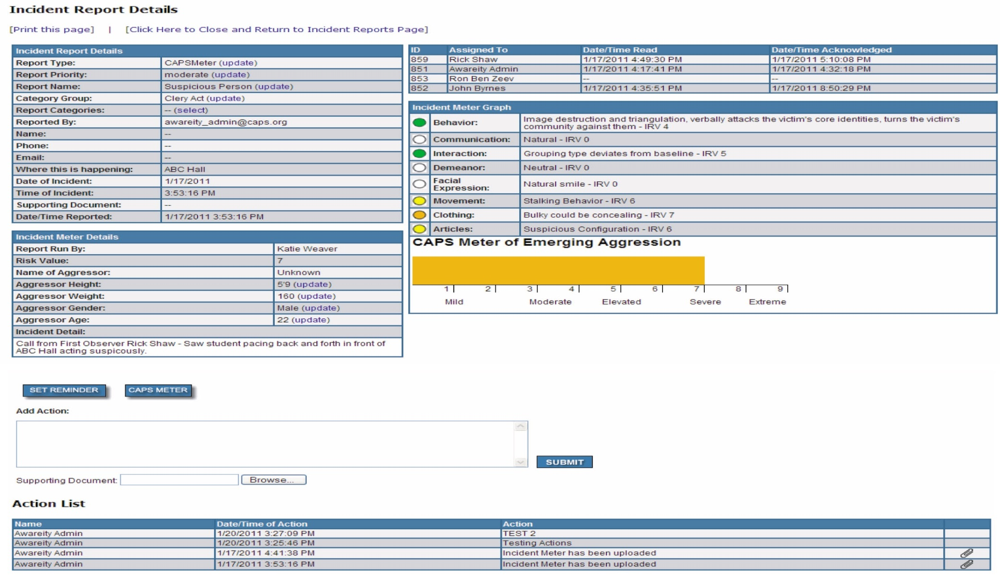 Incident Report Details
[Print this page] | [Click Here to Close and Return to Incident Reports Page]
Incident Report Details
Report Type: CAPSMeter (update)
Report Priority: moderate (update)
Report Name: Suspicious Person (update)
Category Group: Clery Act (update)
Report Categories: -- (select)
Reported By: awareity_admin@caps.org
Name: --
Phone: --
Email: --
Where this is happening: ABC Hall
Date of Incident: 1/17/2011
Time of Incident: 3:53:16 PM
Supporting Document: --
Date/Time Reported: 1/17/2011 3:53:16 PM
Incident Meter Details
Report Run By: Katie Weaver
Risk Value: 7
Name of Aggressor: Unknown
Aggressor Height: 5'9 (update)
Aggressor Weight: 160 (update)
Aggressor Gender: Male (update)
Aggressor Age: 22 (update)
Incident Detail:
Call from First Observer Rick Shaw - Saw student pacing back and forth in front of
ABC Hall acting suspicously.
ID Assigned To Date/Time Read Date/Time Acknowledged
859 Rick Shaw 1/17/2011 4:49:30 PM 1/17/2011 5:10:08 PM
851 Awareity Admin 1/17/2011 4:17:41 PM 1/17/2011 4:32:18 PM
853 Ron Ben Zeev -- --
852 John Byrnes 1/17/2011 4:35:51 PM 1/17/2011 8:50:29 PM
Incident Meter Graph
Behavior: Image destruction and triangulation, verbally attacks the victim's core identities, turns the victim's
community against them - IRV 4
Communication: Natural - IRV 0
Interaction: Grouping type deviates from baseline - IRV 5
Demeanor: Neutral - IRV 0
Facial
Expression: Natural smile - IRV 0
Movement: Stalking Behavior - IRV 6
Clothing: Bulky could be concealing - IRV 7
Articles: Suspicious Configuration - IRV 6
CAPS Meter of Emerging Aggression
1 2 3 4 5 6 7 8 9
Mild Moderate Elevated Severe Extreme
SET REMINDER CAPS METER
Add Action:
SUBMIT
Supporting Document: Browse...
Action List
Name Date/Time of Action Action
Awareity Admin 1/20/2011 3:27:09 PM TEST 2
Awareity Admin 1/20/2011 3:25:46 PM Testing Actions
Awareity Admin 1/17/2011 4:41:38 PM Incident Meter has been uploaded
Awareity Admin 1/17/2011 3:53:16 PM Incident Meter has been uploaded